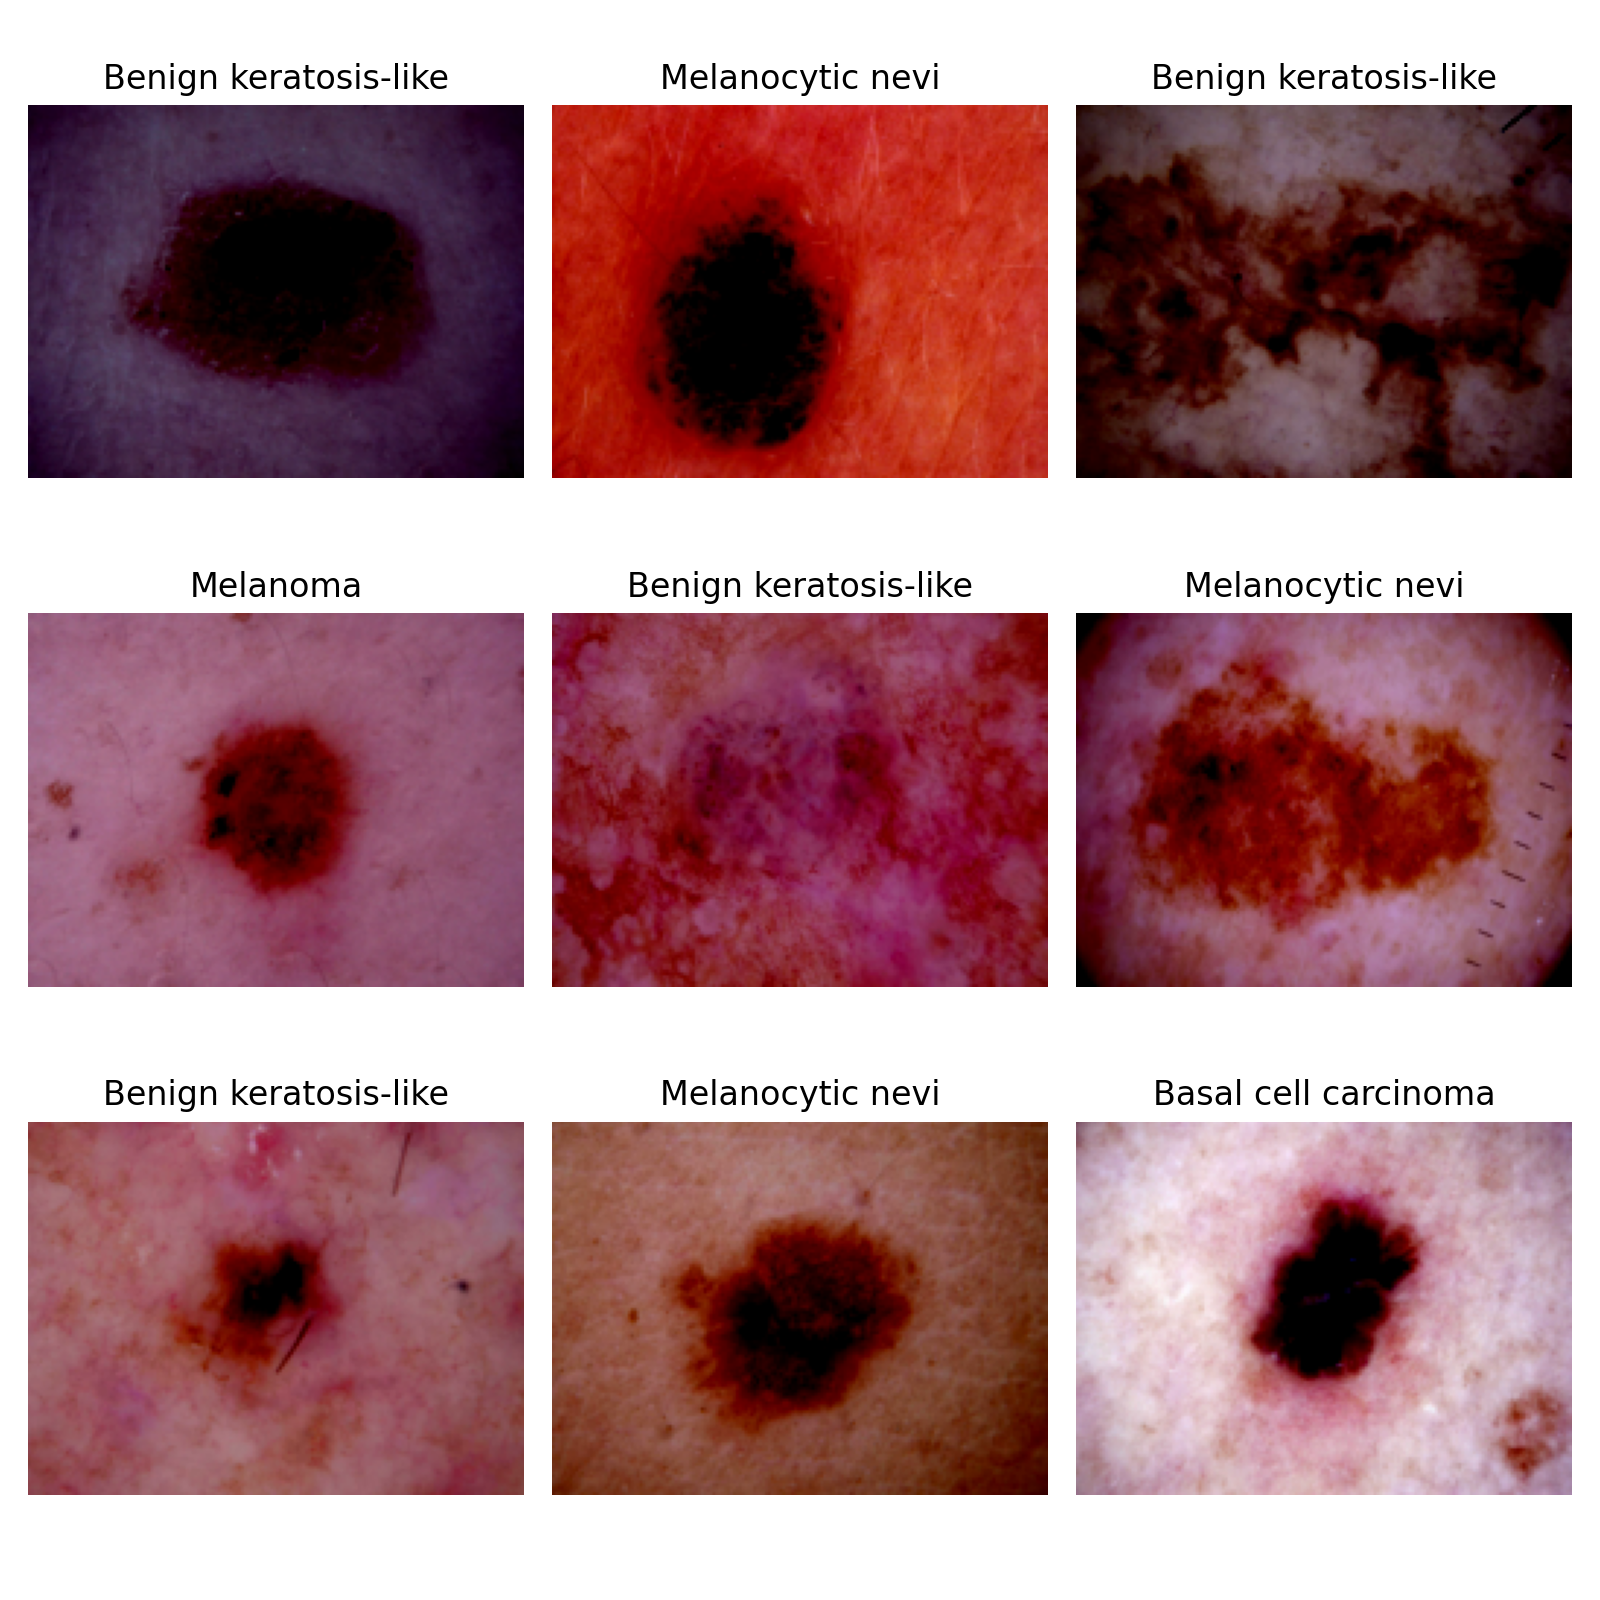 Benign keratosis-like
Melanocytic nevi
Benign keratosis-like
Melanoma
Benign keratosis-like
Melanocytic nevi
Benign keratosis-like
Melanocytic nevi
Basal cell carcinoma